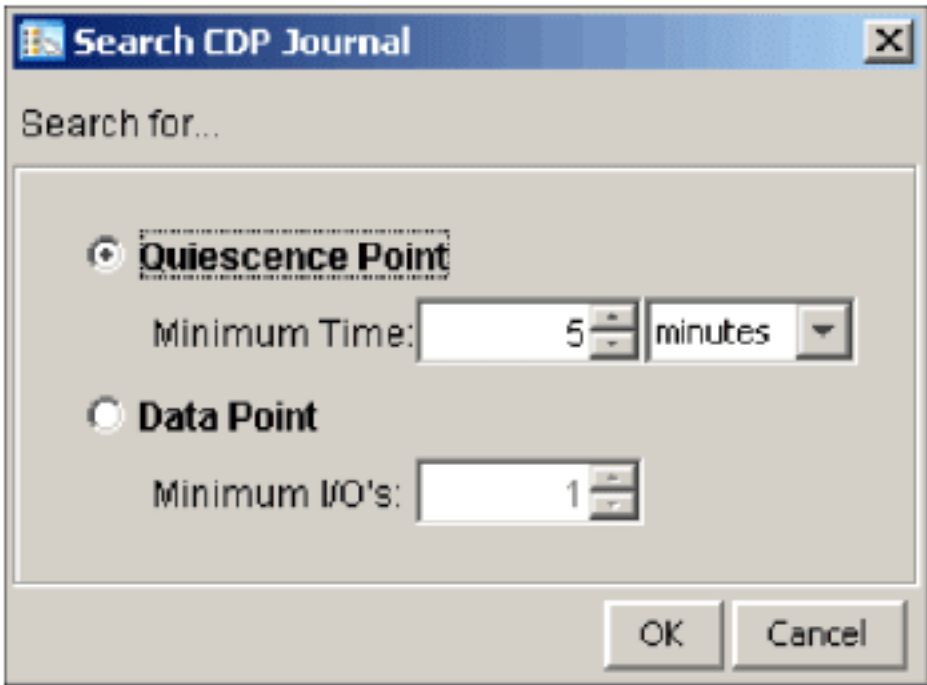 Search CDP Journal
Search for...
Quiescence Point
Minimum Time: 5 minutes
Data Point
Minimum I/O's: 1
OK Cancel